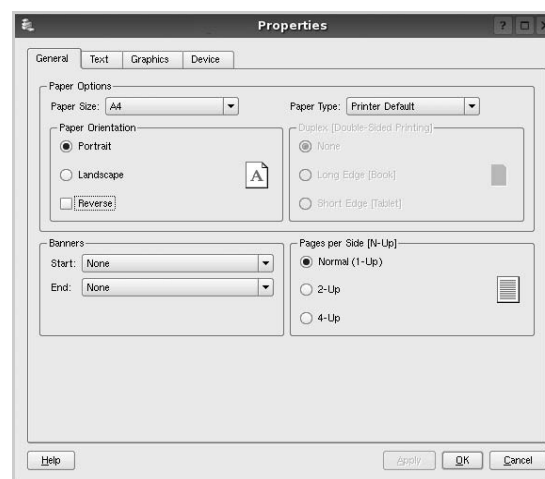 Properties
General Text Graphics Device
Paper Options
Paper Size: A4 Paper Type: Printer Default
Paper Orientation
Portrait
Landscape
Reverse
A
Duplex [Double-Sided Printing]
None
Long Edge [Book]
Short Edge [Tablet]
Banners
Start: None
End: None
Pages per Side [N-Up]
Normal (1-Up)
2-Up
4-Up
Help Apply OK Cancel